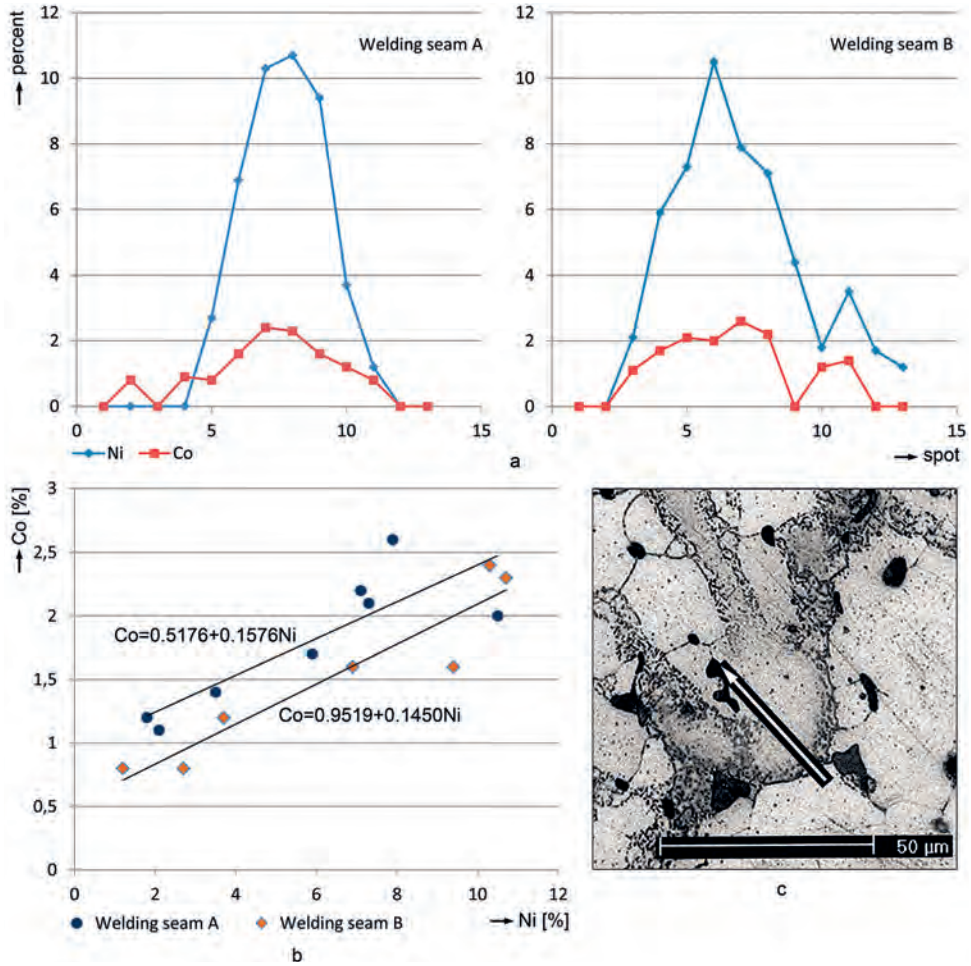 Welding seam A
Welding seam B
→ percent
12
10
8
6
4
2
0
0
5
10
15
12
10
8
6
4
2
0
0
5
10
15
Ni
Co
a
→ spot
→ Co [%]
3
2,5
2
1,5
1
0,5
0
Co=0.5176+0.1576Ni
Co=0.9519+0.1450Ni
0
2
4
6
8
10
12
Welding seam A
Welding seam B
→ Ni [%]
b
50 µm
c